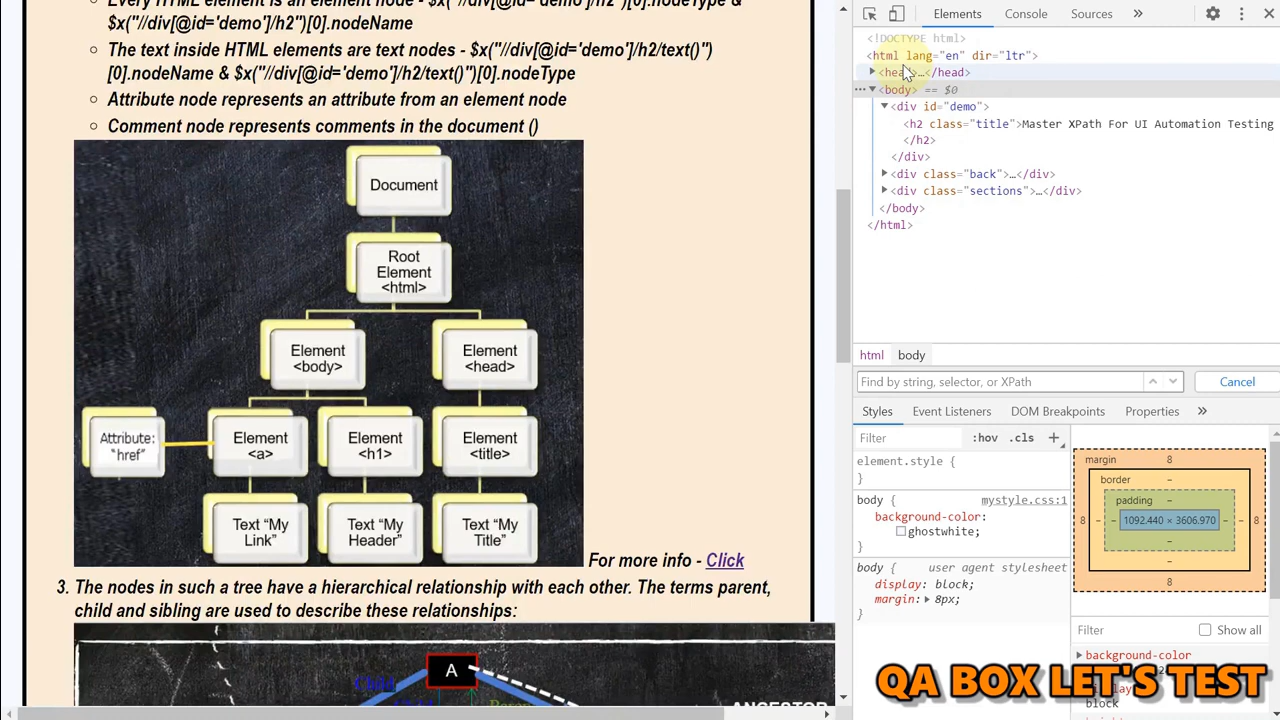 Every HTML element is an element node - $x("//div[@id='demo']/h2")[0].nodeType &
$x("//div[@id='demo']/h2")[0].nodeName
The text inside HTML elements are text nodes - $x("//div[@id='demo']/h2/text()")
[0].nodeName & $x("//div[@id='demo']/h2/text()")[0].nodeType
Attribute node represents an attribute from an element node
Comment node represents comments in the document ()
Document
Root
Element
<html>
Element
<body>
Element
<head>
Attribute:
"href"
Element
<a>
Element
<h1>
Element
<title>
Text "My
Link"
Text "My
Header"
Text "My
Title"
For more info - Click
3. The nodes in such a tree have a hierarchical relationship with each other. The terms parent,
child and sibling are used to describe these relationships:
A
Child
ANCESTOR
Elements
Console
Sources
»
<!DOCTYPE html>
<html lang="en" dir="ltr">
<head>…</head>
<body> == $0
<div id="demo">
<h2 class="title">Master XPath For UI Automation Testing
</h2>
</div>
<div class="back">…</div>
<div class="sections">…</div>
</body>
</html>
html
body
Find by string, selector, or XPath
Cancel
Styles
Event Listeners
DOM Breakpoints
Properties
»
Filter
:hov
.cls
+
element.style {
}
body {
mystyle.css:1
background-color:
ghostwhite;
}
body {
user agent stylesheet
display: block;
margin: 8px;
}
margin
8
border
–
padding
–
8
–
–
1092.440 × 3606.970
–
–
8
–
–
8
Filter
Show all
background-color
block
QA BOX LET'S TEST